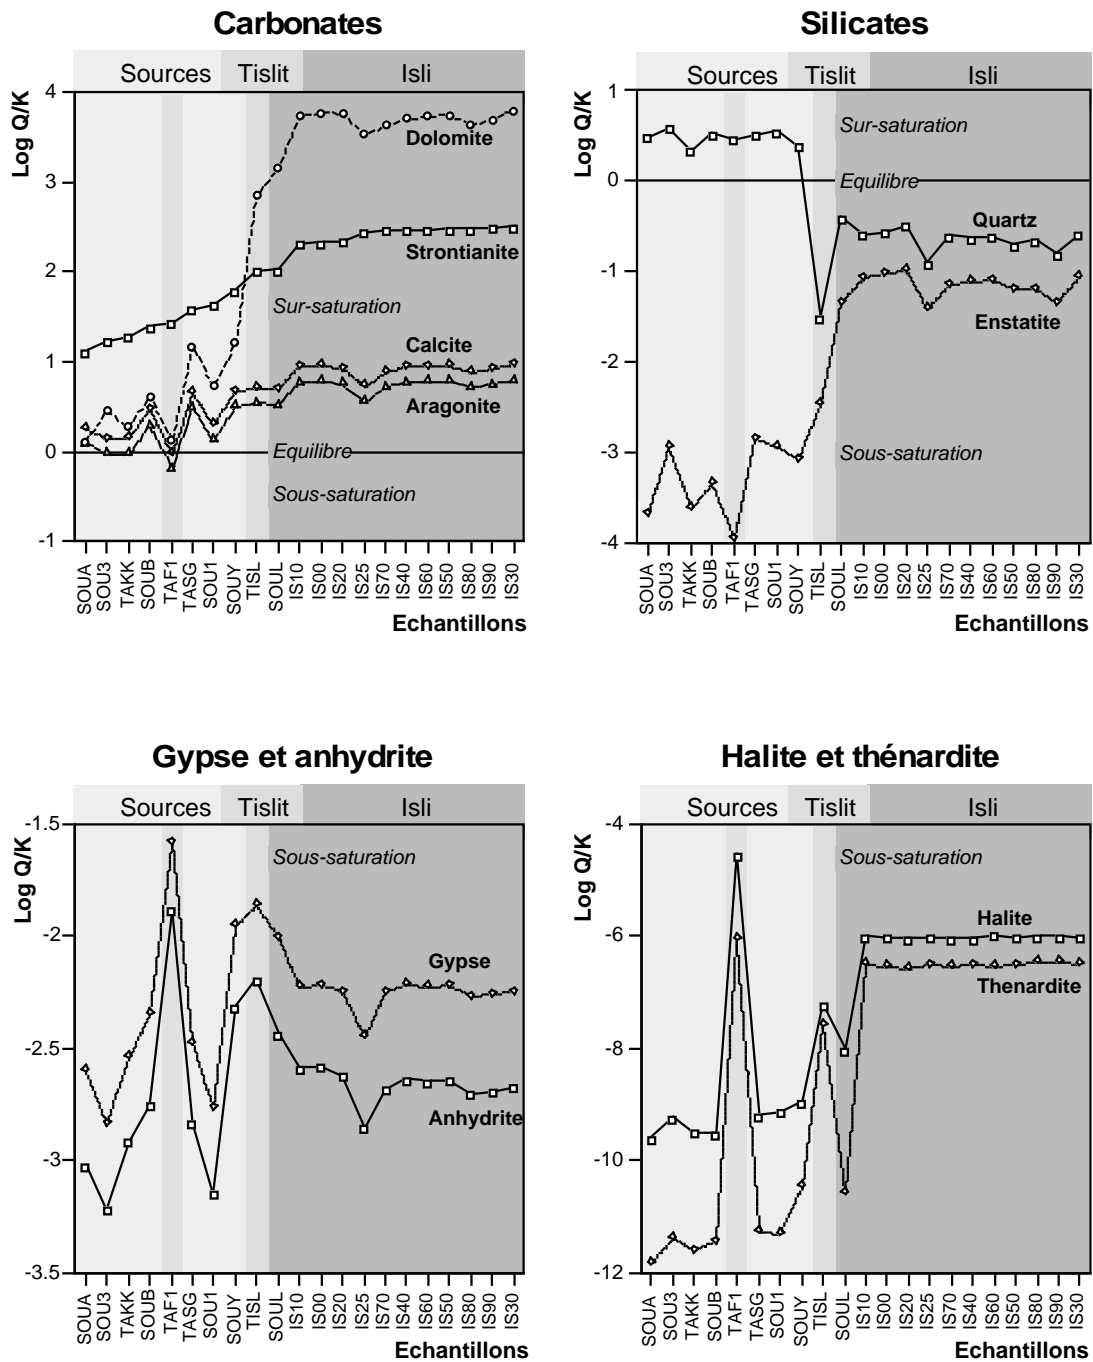 Carbonates
Sources Tislit Isli
Log Q/K
4
3
2
1
0
-1
Dolomite
Strontianite
Sur-saturation
Calcite
Aragonite
Equilibre
Sous-saturation
SOUA
SOU3
TAKK
SOUB
TAF1
TASG
SOU1
SOUY
TISL
SOUL
IS10
IS00
IS20
IS25
IS70
IS40
IS60
IS50
IS80
IS90
IS30
Echantillons
Silicates
Sources Tislit Isli
Log Q/K
1
0
-1
-2
-3
-4
Sur-saturation
Equilibre
Quartz
Enstatite
Sous-saturation
SOUA
SOU3
TAKK
SOUB
TAF1
TASG
SOU1
SOUY
TISL
SOUL
IS10
IS00
IS20
IS25
IS70
IS40
IS60
IS50
IS80
IS90
IS30
Echantillons
Gypse et anhydrite
Sources Tislit Isli
Log Q/K
-1.5
-2
-2.5
-3
-3.5
Sous-saturation
Gypse
Anhydrite
SOUA
SOU3
TAKK
SOUB
TAF1
TASG
SOU1
SOUY
TISL
SOUL
IS10
IS00
IS20
IS25
IS70
IS40
IS60
IS50
IS80
IS90
IS30
Echantillons
Halite et thénardite
Sources Tislit Isli
Log Q/K
-4
-6
-8
-10
-12
Sous-saturation
Halite
Thenardite
SOUA
SOU3
TAKK
SOUB
TAF1
TASG
SOU1
SOUY
TISL
SOUL
IS10
IS00
IS20
IS25
IS70
IS40
IS60
IS50
IS80
IS90
IS30
Echantillons